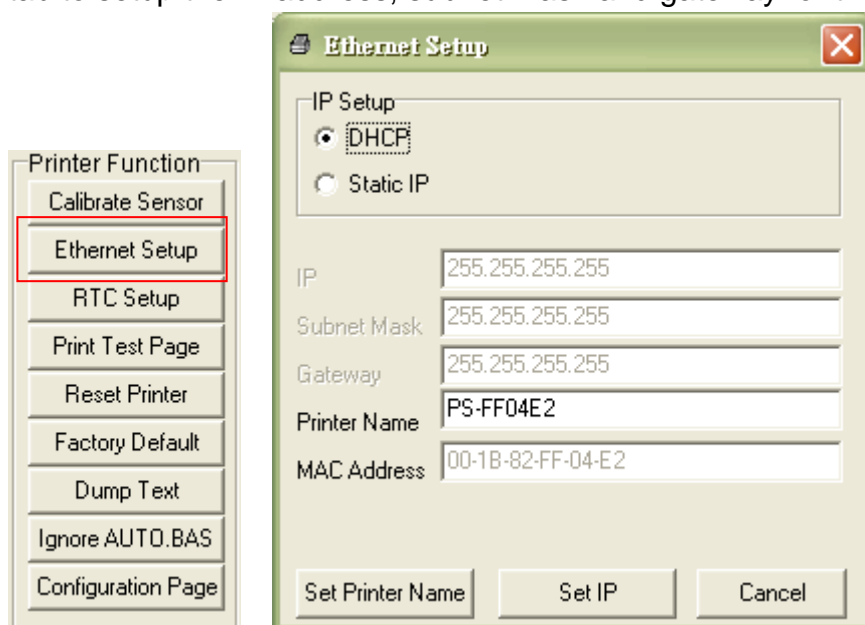 Ethernet Setup
IP Setup
DHCP
Static IP
Printer Function
Calibrate Sensor
Ethernet Setup
RTC Setup
Print Test Page
Reset Printer
Factory Default
Dump Text
Ignore AUTO.BAS
Configuration Page
IP 255.255.255.255
Subnet Mask 255.255.255.255
Gateway 255.255.255.255
Printer Name PS-FF04E2
MAC Address 00-1B-82-FF-04-E2
Set Printer Name
Set IP
Cancel